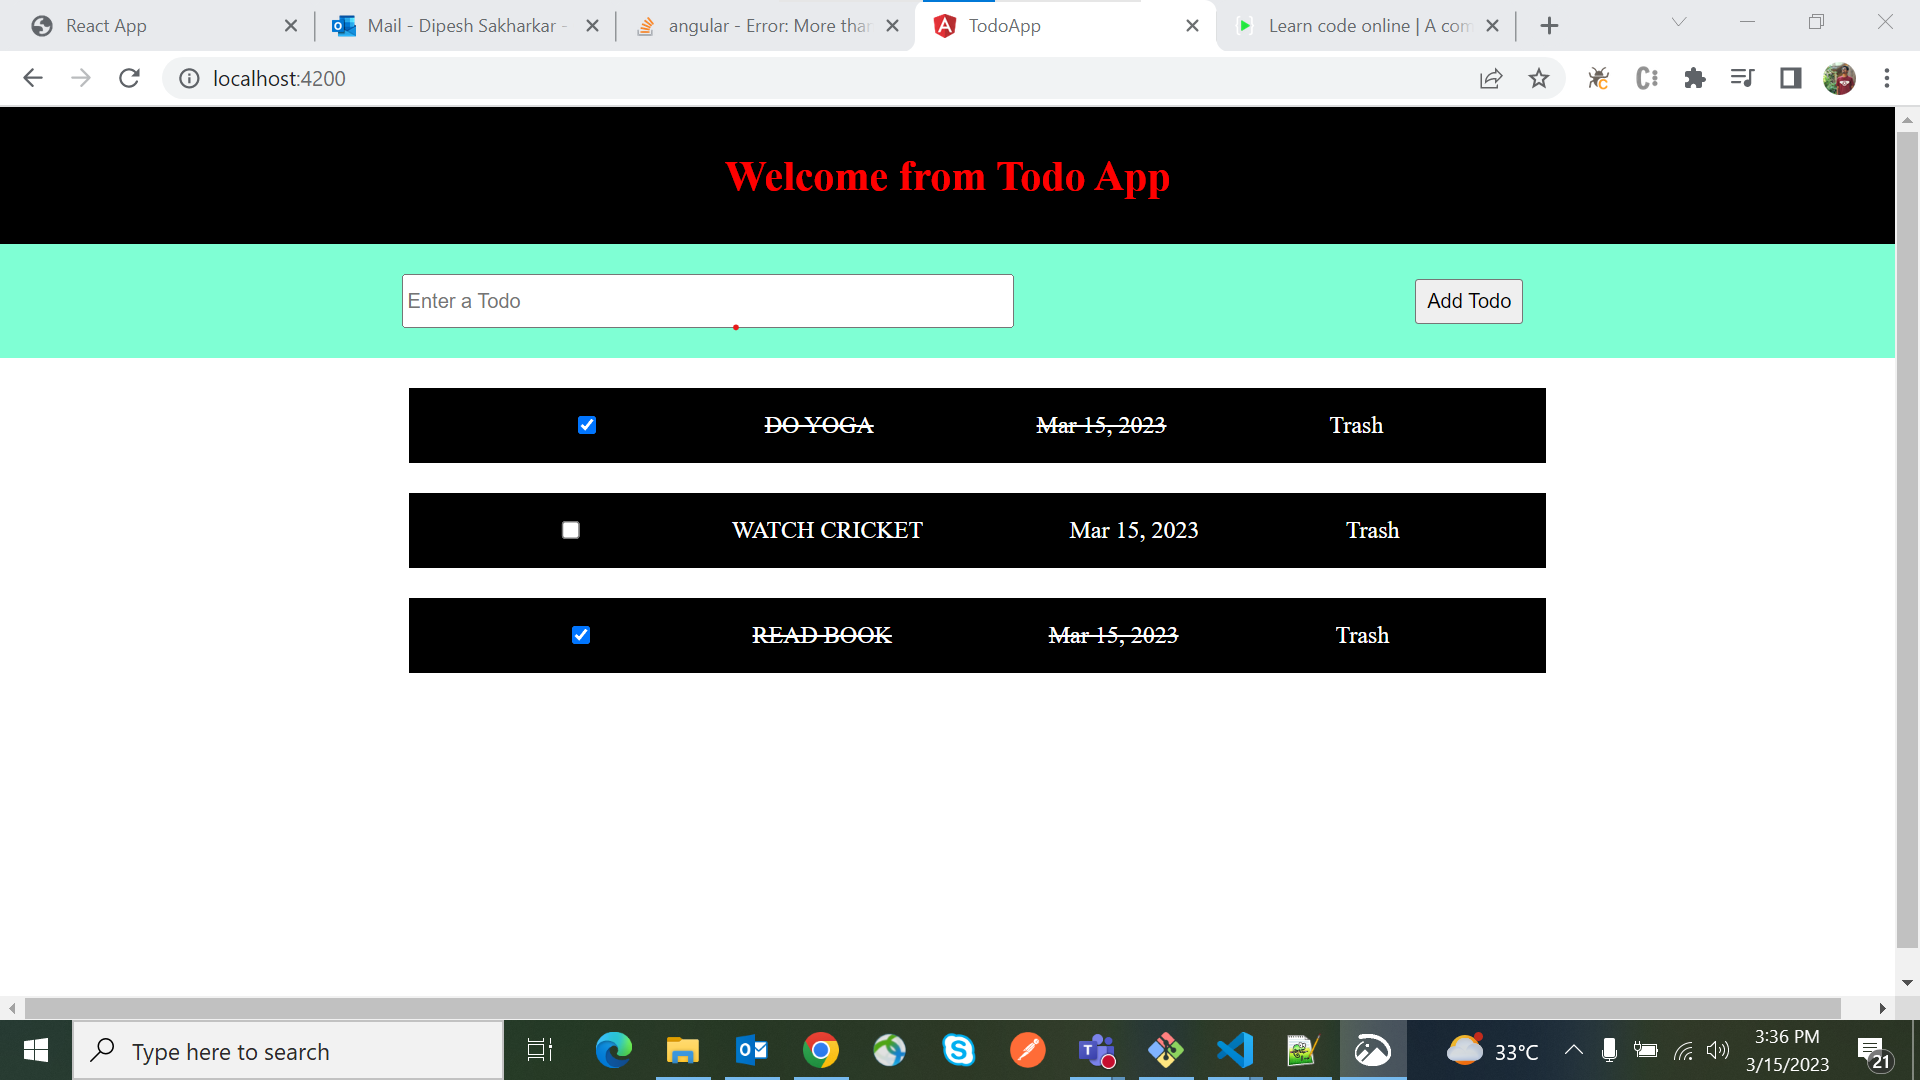 React App
Mail - Dipesh Sakharkar -
angular - Error: More than
TodoApp
Learn code online | A com
localhost:4200
Welcome from Todo App
Enter a Todo
Add Todo
DO YOGA Mar 15, 2023 Trash
WATCH CRICKET Mar 15, 2023 Trash
READ BOOK Mar 15, 2023 Trash
Type here to search
33°C
3:36 PM
3/15/2023
21